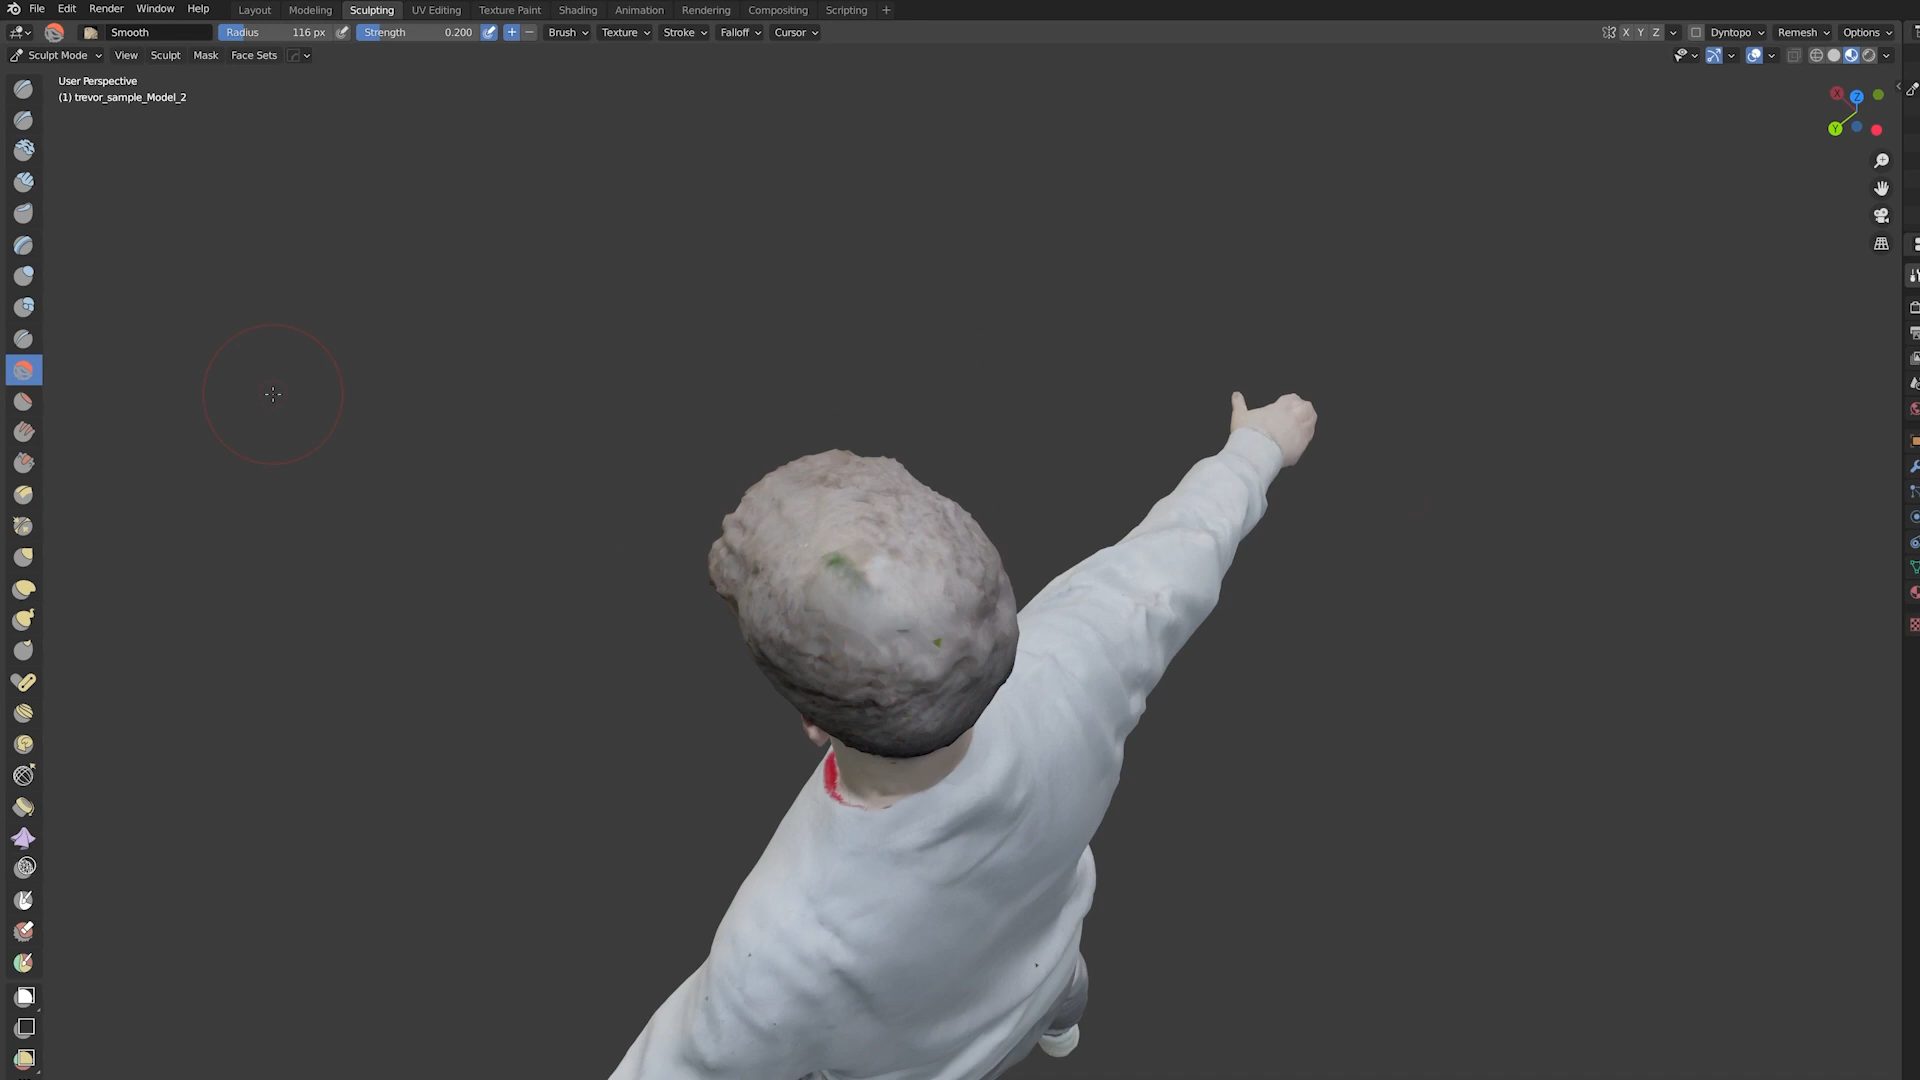 File Edit Render Window Help Layout Modeling Sculpting UV Editing Texture Paint Shading Animation Rendering Compositing Scripting +
Smooth Radius 116 px Strength 0.200 + − Brush Texture Stroke Falloff Cursor X Y Z Dyntopo Remesh Options
Sculpt Mode View Sculpt Mask Face Sets
User Perspective
(1) trevor_sample_Model_2
X Z
Y